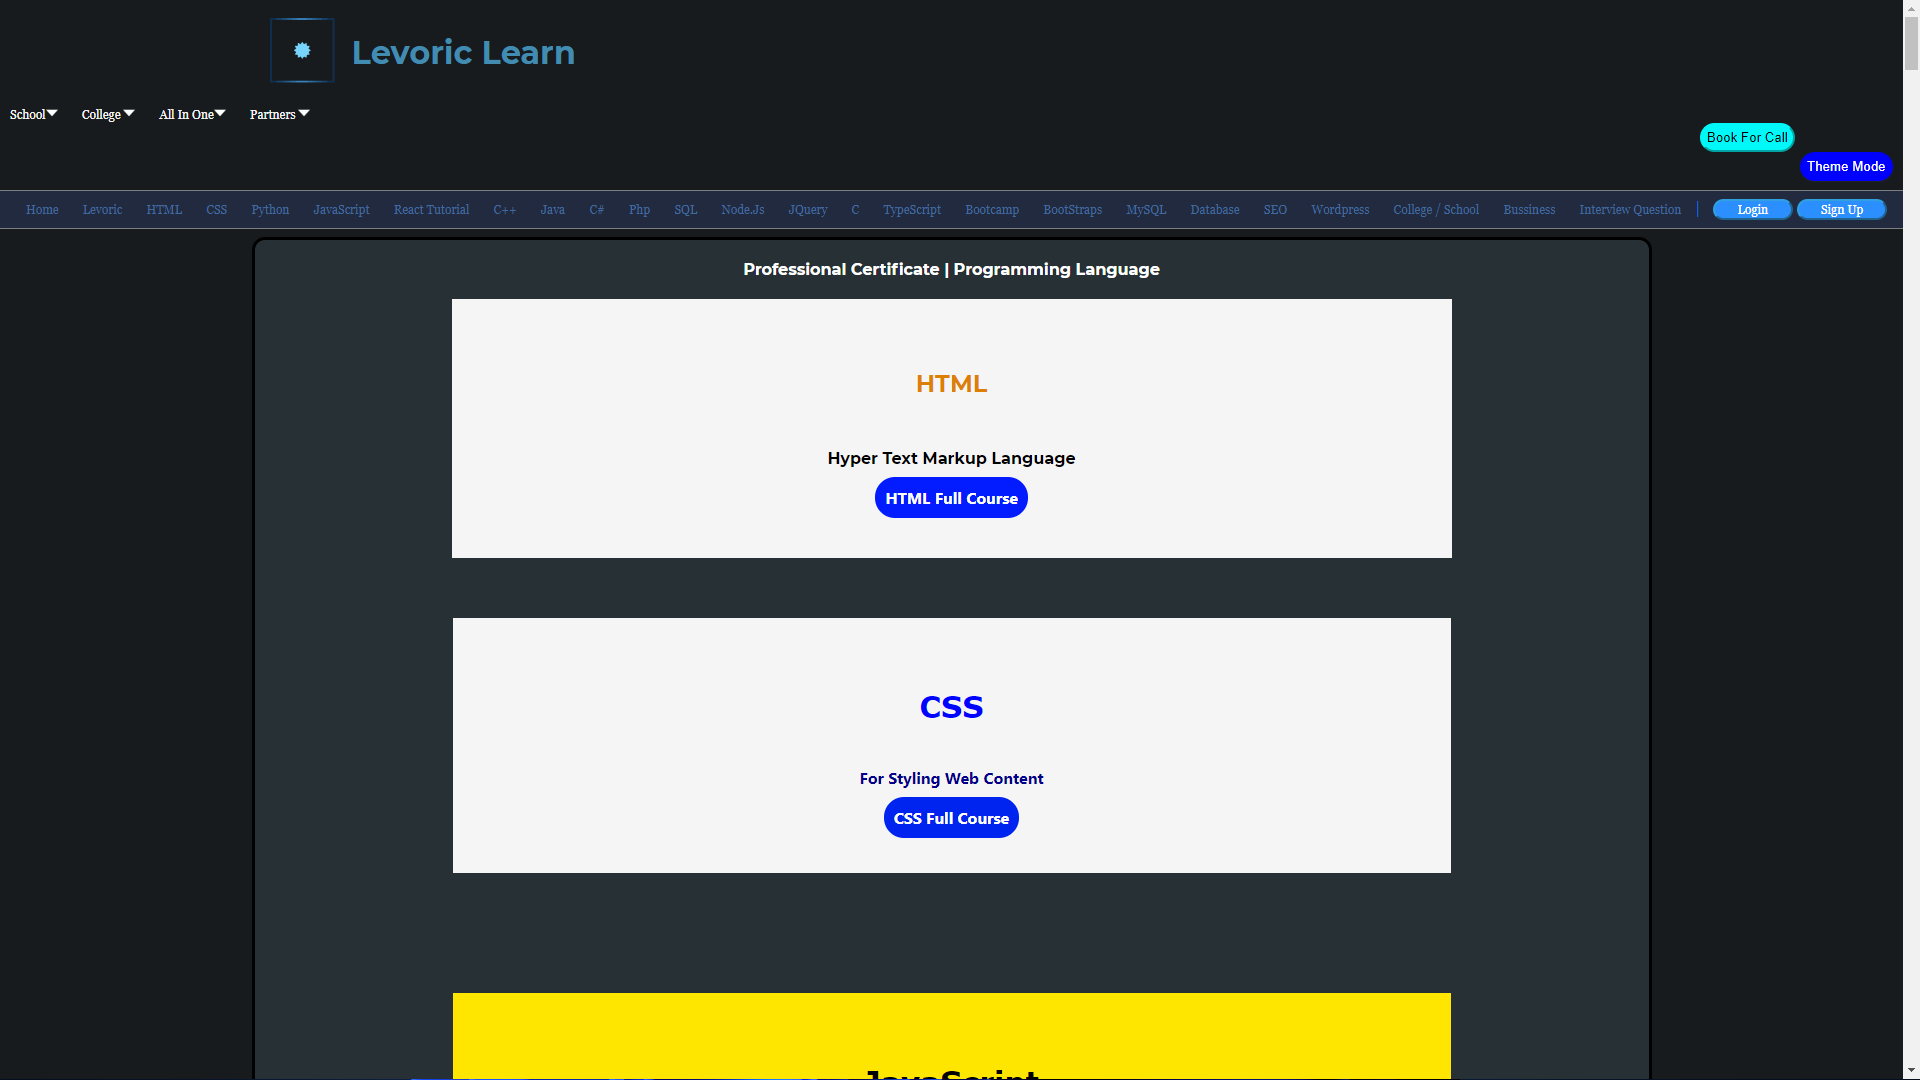 Levoric Learn
School College All In One Partners
Book For Call
Theme Mode
Home Levoric HTML CSS Python JavaScript React Tutorial C++ Java C# Php SQL Node.Js JQuery C TypeScript Bootcamp BootStraps MySQL Database SEO Wordpress College / School Bussiness Interview Question Login Sign Up
Professional Certificate | Programming Language
HTML
Hyper Text Markup Language
HTML Full Course
CSS
For Styling Web Content
CSS Full Course
JavaScript